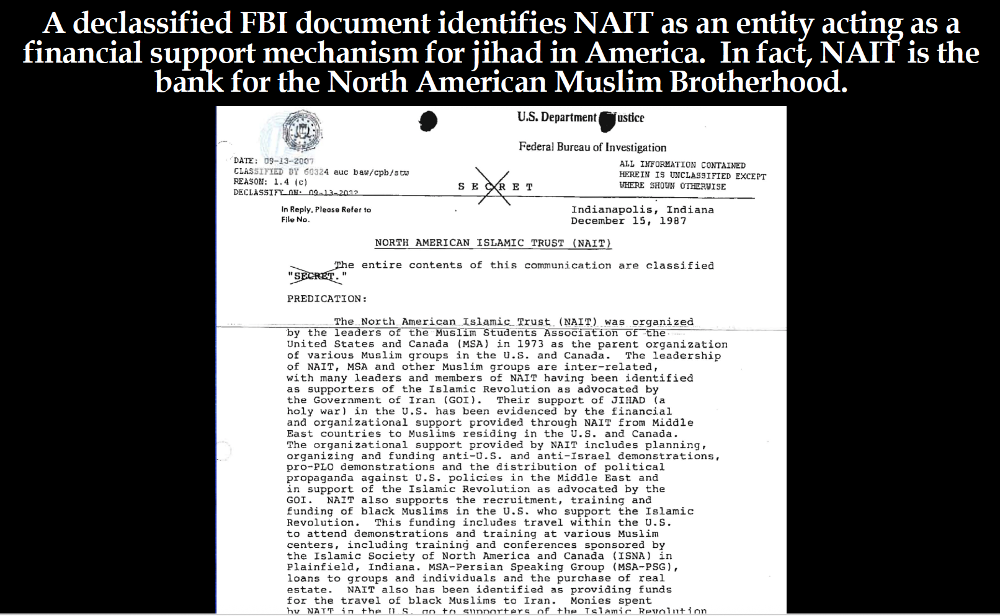 A declassified FBI document identifies NAIT as an entity acting as a
financial support mechanism for jihad in America. In fact, NAIT is the
bank for the North American Muslim Brotherhood.
U.S. Department ustice
Federal Bureau of Investigation
DATE: 09-13-2007
CLASSIFIED BY 60324 auc baw/cpb/stw
REASON: 1.4 (c)
DECLASSIFY ON: 09-13-2032
ALL INFORMATION CONTAINED
HEREIN IS UNCLASSIFIED EXCEPT
WHERE SHOWN OTHERWISE
SECRET
In Reply, Please Refer to
File No.
Indianapolis, Indiana
December 15, 1987
NORTH AMERICAN ISLAMIC TRUST (NAIT)
The entire contents of this communication are classified
"SECRET."
PREDICATION:
The North American Islamic Trust (NAIT) was organized
by the leaders of the Muslim Students Association of the
United States and Canada (MSA) in 1973 as the parent organization
of various Muslim groups in the U.S. and Canada. The leadership
of NAIT, MSA and other Muslim groups are inter-related,
with many leaders and members of NAIT having been identified
as supporters of the Islamic Revolution as advocated by
the Government of Iran (GOI). Their support of JIHAD (a
holy war) in the U.S. has been evidenced by the financial
and organizational support provided through NAIT from Middle
East countries to Muslims residing in the U.S. and Canada.
The organizational support provided by NAIT includes planning,
organizing and funding anti-U.S. and anti-Israel demonstrations,
pro-PLO demonstrations and the distribution of political
propaganda against U.S. policies in the Middle East and
in support of the Islamic Revolution as advocated by the
GOI. NAIT also supports the recruitment, training and
funding of black Muslims in the U.S. who support the Islamic
Revolution. This funding includes travel within the U.S.
to attend demonstrations and training at various Muslim
centers, including training and conferences sponsored by
the Islamic Society of North America and Canada (ISNA) in
Plainfield, Indiana. MSA-Persian Speaking Group (MSA-PSG),
loans to groups and individuals and the purchase of real
estate. NAIT also has been identified as providing funds
for the travel of black Muslims to Iran. Monies spent
by NAIT in the U.S. go to supporters of the Islamic Revolution